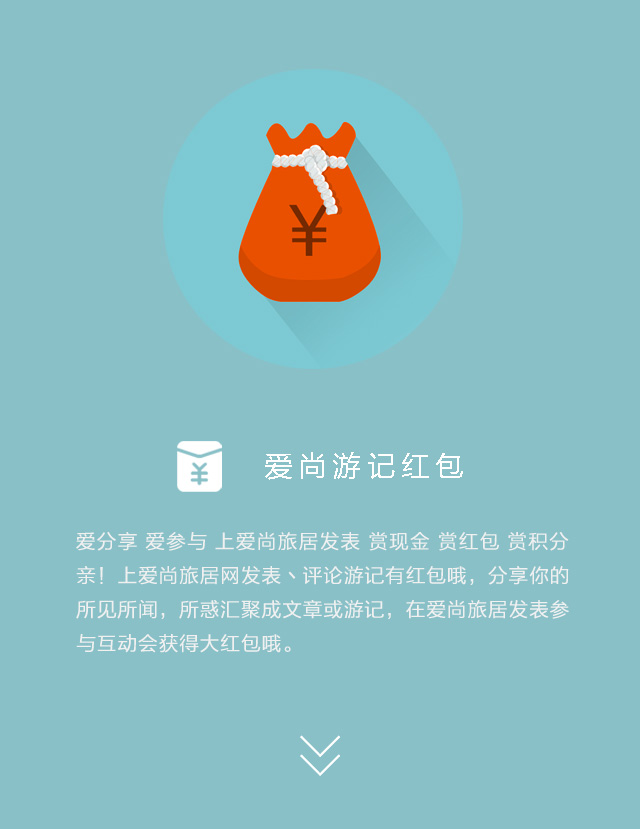 ¥
¥ 爱尚游记红包
爱分享 爱参与 上爱尚旅居发表 赏现金 赏红包 赏积分
亲！上爱尚旅居网发表丶评论游记有红包哦，分享你的
所见所闻，所惑汇聚成文章或游记，在爱尚旅居发表参
与互动会获得大红包哦。